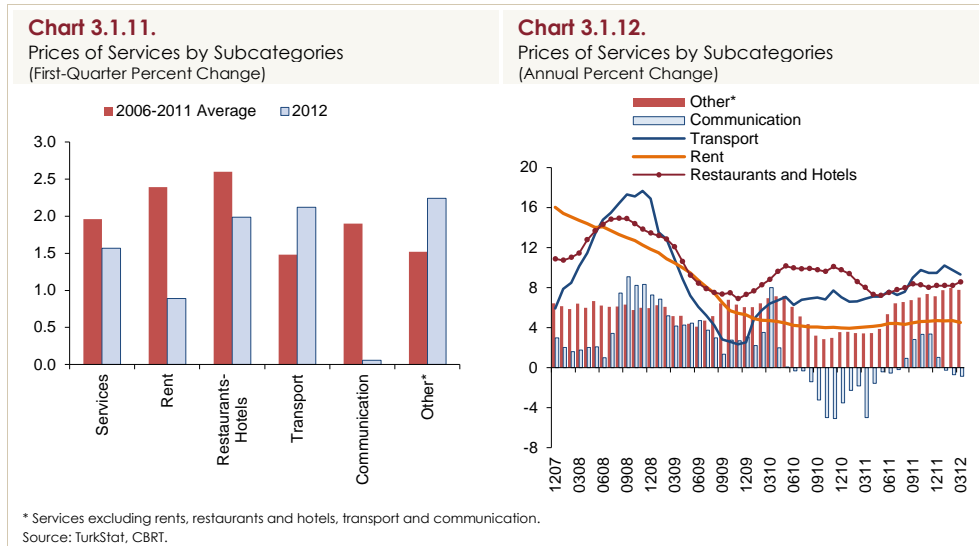 Chart 3.1.11.
Prices of Services by Subcategories
(First-Quarter Percent Change)
2006-2011 Average
2012
3.0
2.5
2.0
1.5
1.0
0.5
0.0
Services
Rent
Restaurants-
Hotels
Transport
Communication
Other*
Chart 3.1.12.
Prices of Services by Subcategories
(Annual Percent Change)
Other*
Communication
Transport
Rent
Restaurants and Hotels
20
16
12
8
4
0
-4
-8
1207
0308
0608
0908
1208
0309
0609
0909
1209
0310
0610
0910
1210
0311
0611
0911
1211
0312
* Services excluding rents, restaurants and hotels, transport and communication.
Source: TurkStat, CBRT.